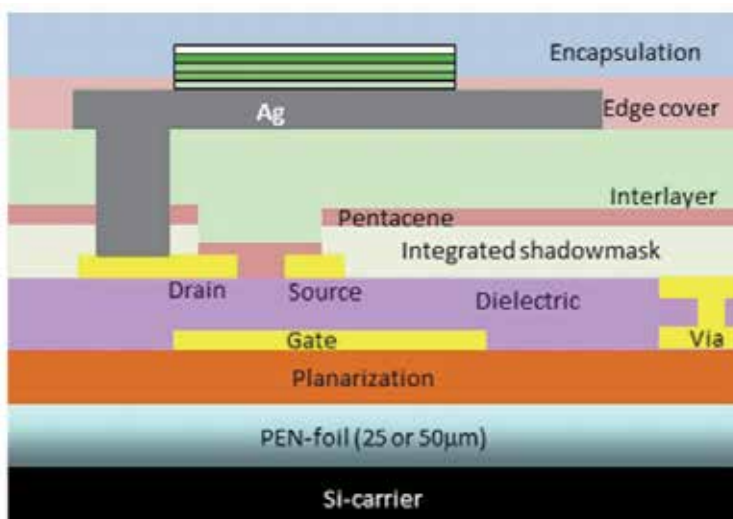 Encapsulation
Ag
Edge cover
Interlayer
Pentacene
Integrated shadowmask
Drain
Source
Dielectric
Gate
Via
Planarization
PEN-foil (25 or 50μm)
Si-carrier